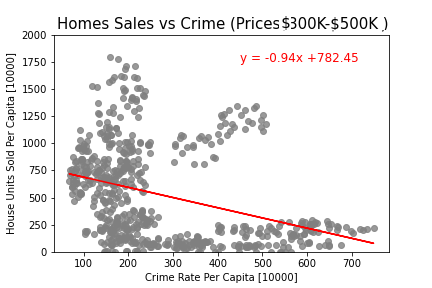 Homes Sales vs Crime (Prices$300K-$500K )
2000
1750
1500
1250
1000
750
500
250
0
House Units Sold Per Capita [10000]
y = -0.94x +782.45
100 200 300 400 500 600 700
Crime Rate Per Capita [10000]